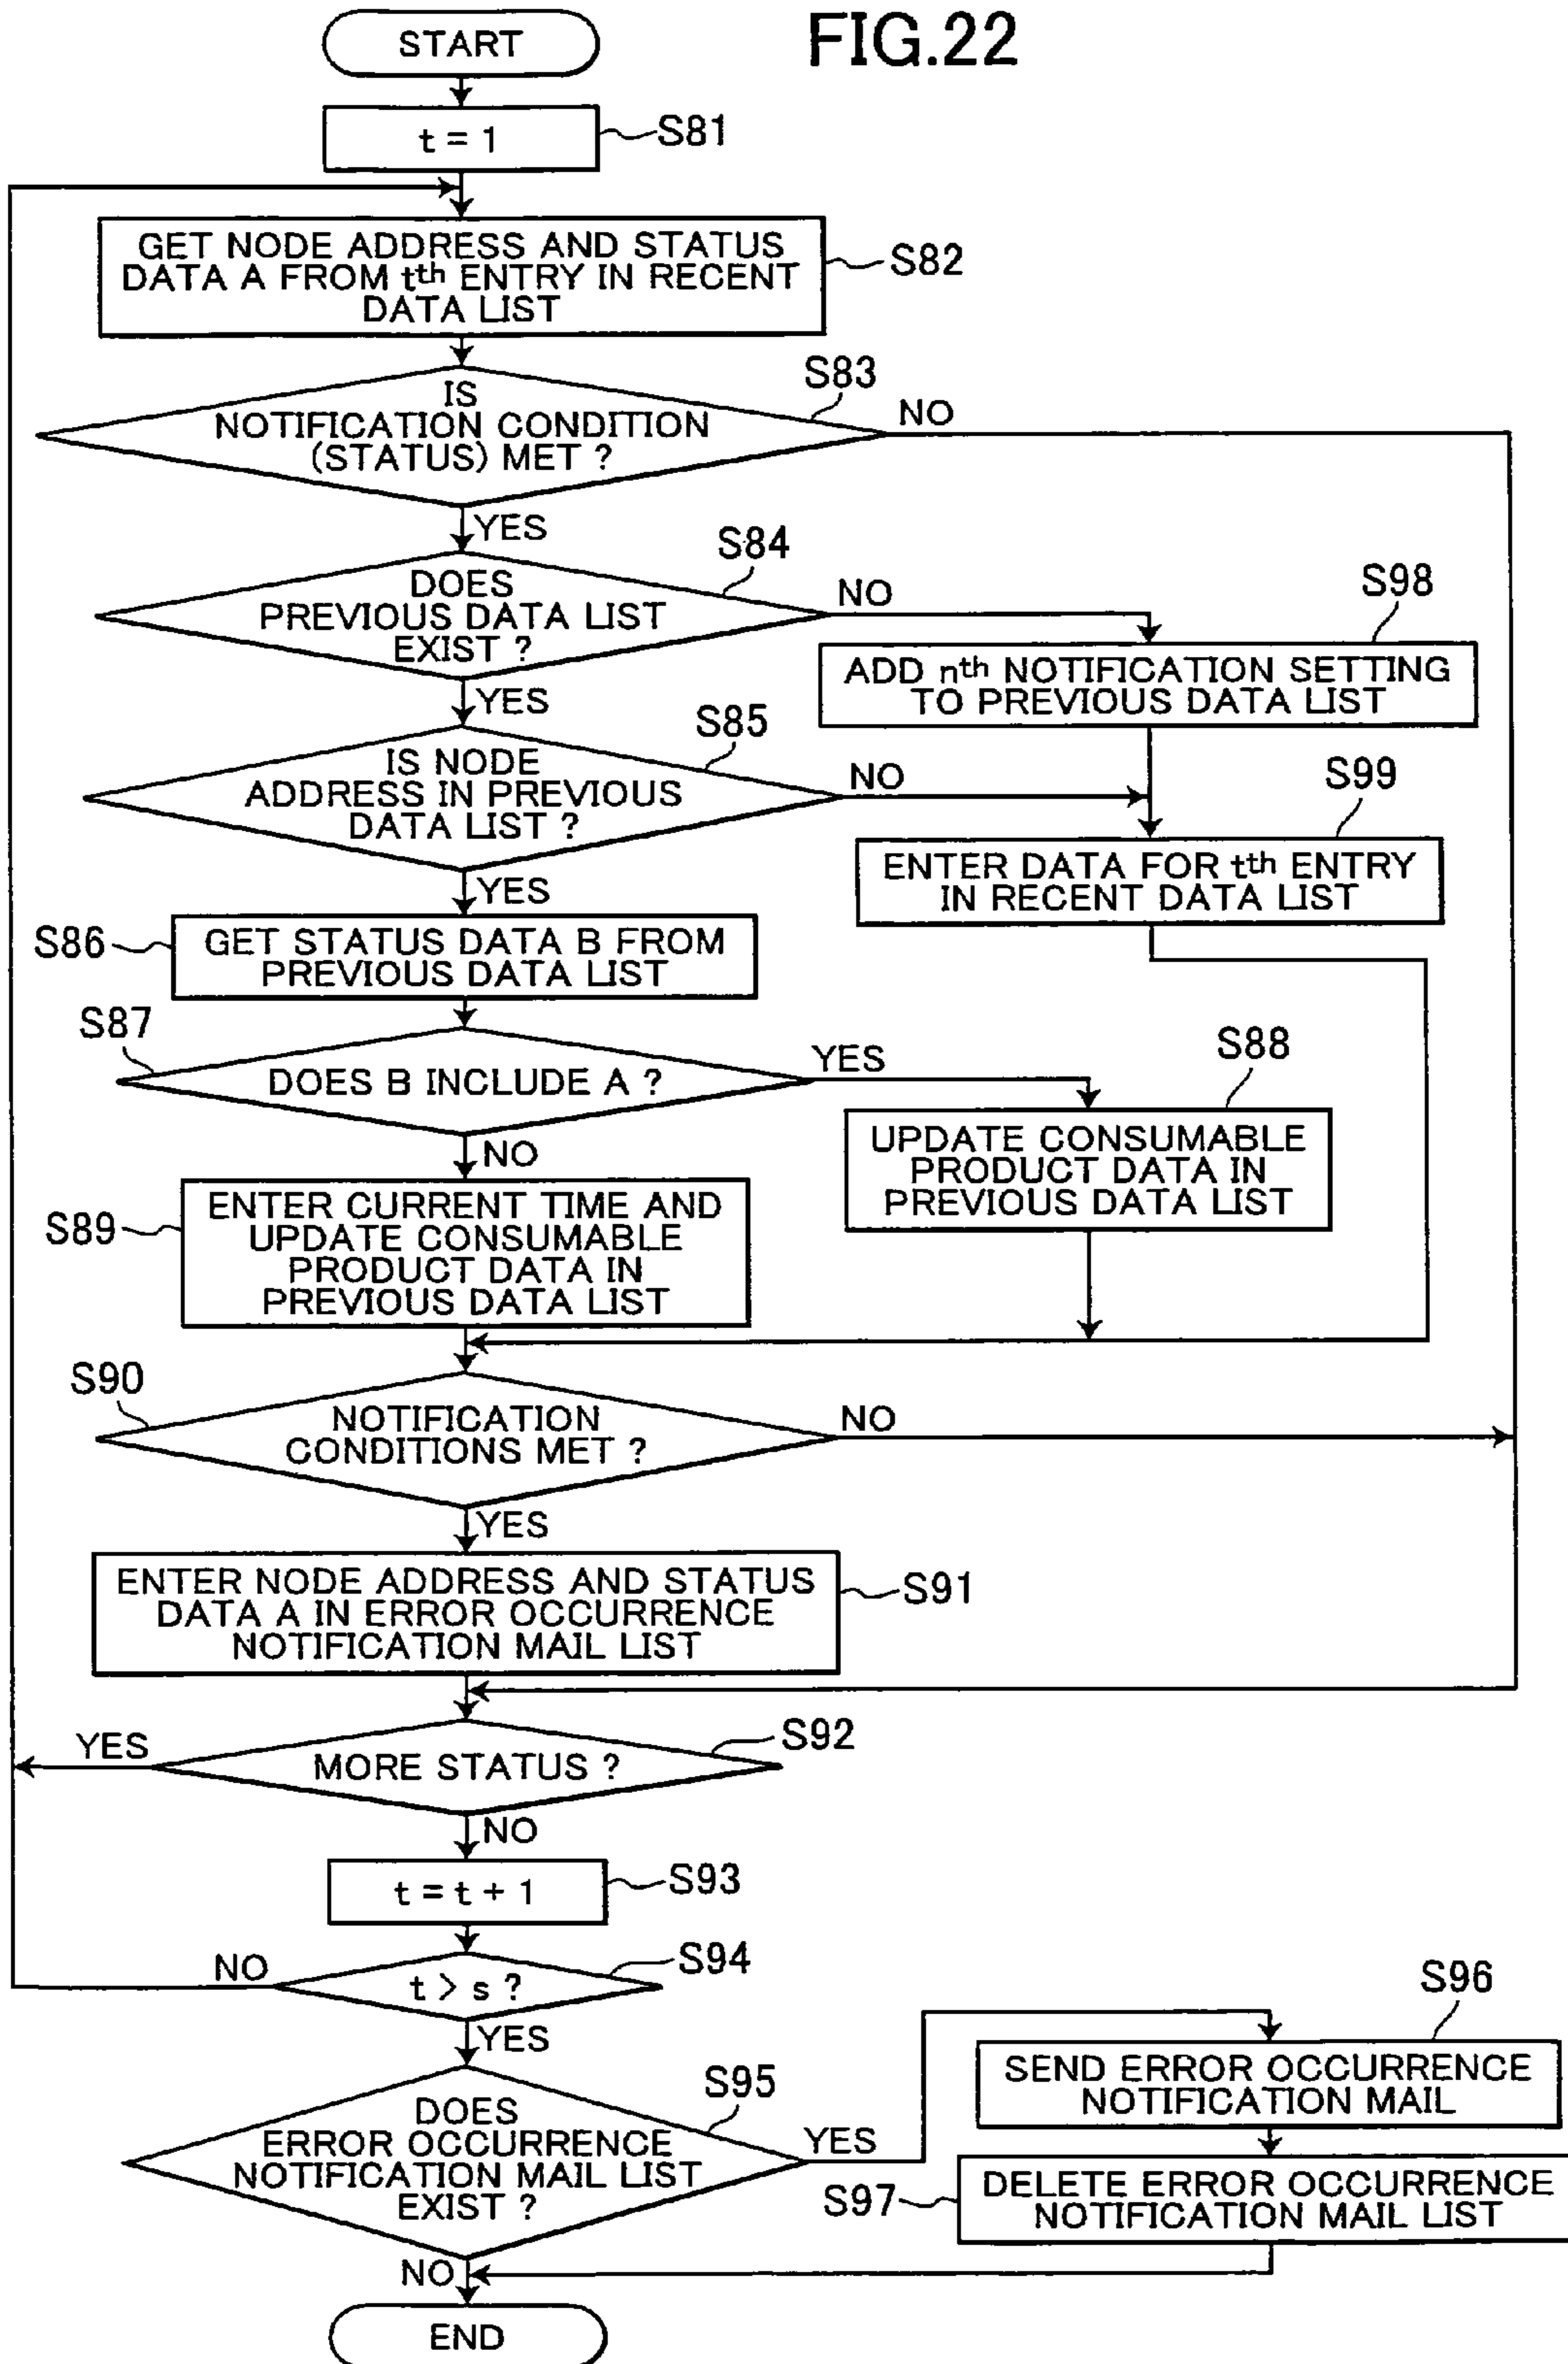 FIG.22
START
t = 1
S81
GET NODE ADDRESS AND STATUS
DATA A FROM tth ENTRY IN RECENT
DATA LIST
S82
IS
NOTIFICATION CONDITION
(STATUS) MET ?
S83
NO
YES
DOES
PREVIOUS DATA LIST
EXIST ?
S84
NO
S98
ADD nth NOTIFICATION SETTING
TO PREVIOUS DATA LIST
YES
IS NODE
ADDRESS IN PREVIOUS
DATA LIST ?
S85
NO
S99
ENTER DATA FOR tth ENTRY
IN RECENT DATA LIST
YES
S86
GET STATUS DATA B FROM
PREVIOUS DATA LIST
S87
DOES B INCLUDE A ?
YES
S88
UPDATE CONSUMABLE
PRODUCT DATA IN
PREVIOUS DATA LIST
NO
S89
ENTER CURRENT TIME AND
UPDATE CONSUMABLE
PRODUCT DATA IN
PREVIOUS DATA LIST
S90
NOTIFICATION
CONDITIONS MET ?
NO
YES
ENTER NODE ADDRESS AND STATUS
DATA A IN ERROR OCCURRENCE
NOTIFICATION MAIL LIST
S91
YES
MORE STATUS ?
S92
NO
t = t + 1
S93
NO
t > s ?
S94
YES
DOES
ERROR OCCURRENCE
NOTIFICATION MAIL LIST
EXIST ?
S95
YES
S96
SEND ERROR OCCURRENCE
NOTIFICATION MAIL
S97
DELETE ERROR OCCURRENCE
NOTIFICATION MAIL LIST
NO
END